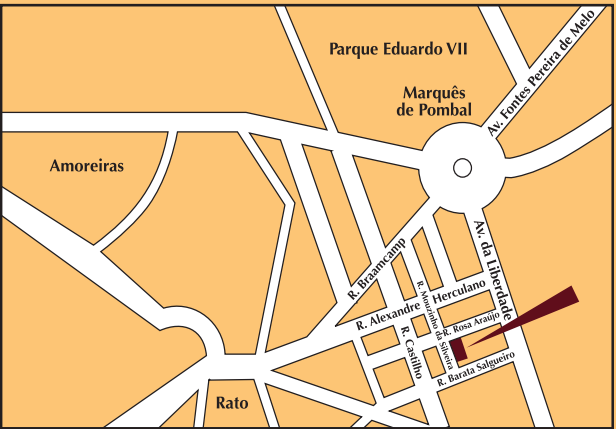 Parque Eduardo VII
Marquês
de Pombal
Av. Fontes Pereira de Melo
Amoreiras
Av. da Liberdade
R. Braamcamp
R. Alexandre Herculano
R. Mouzinho da Silveira
R. Rosa Araújo
R. Castilho
R. Barata Salgueiro
Rato